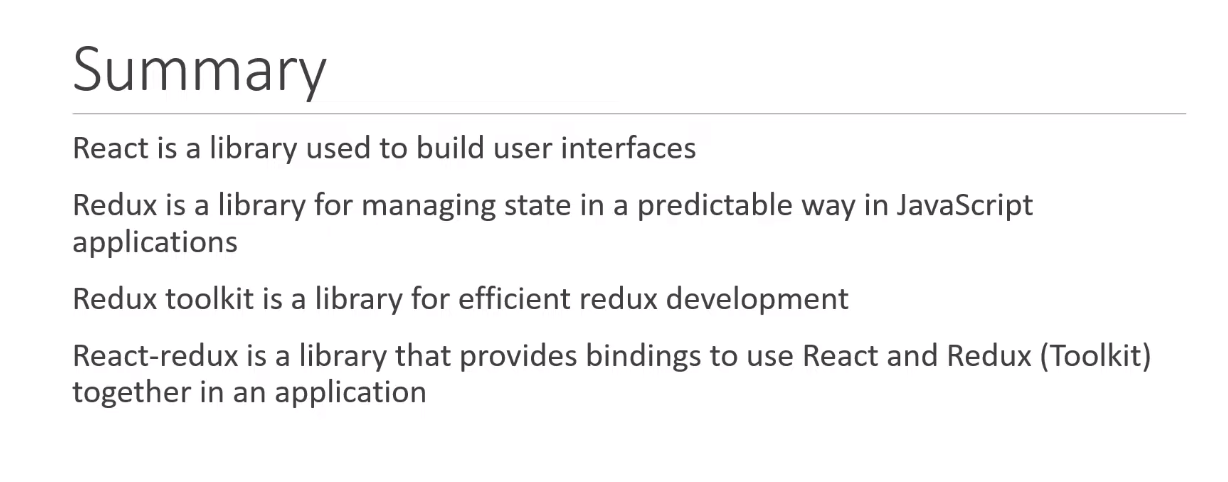 Summary
React is a library used to build user interfaces
Redux is a library for managing state in a predictable way in JavaScript
applications
Redux toolkit is a library for efficient redux development
React-redux is a library that provides bindings to use React and Redux (Toolkit)
together in an application